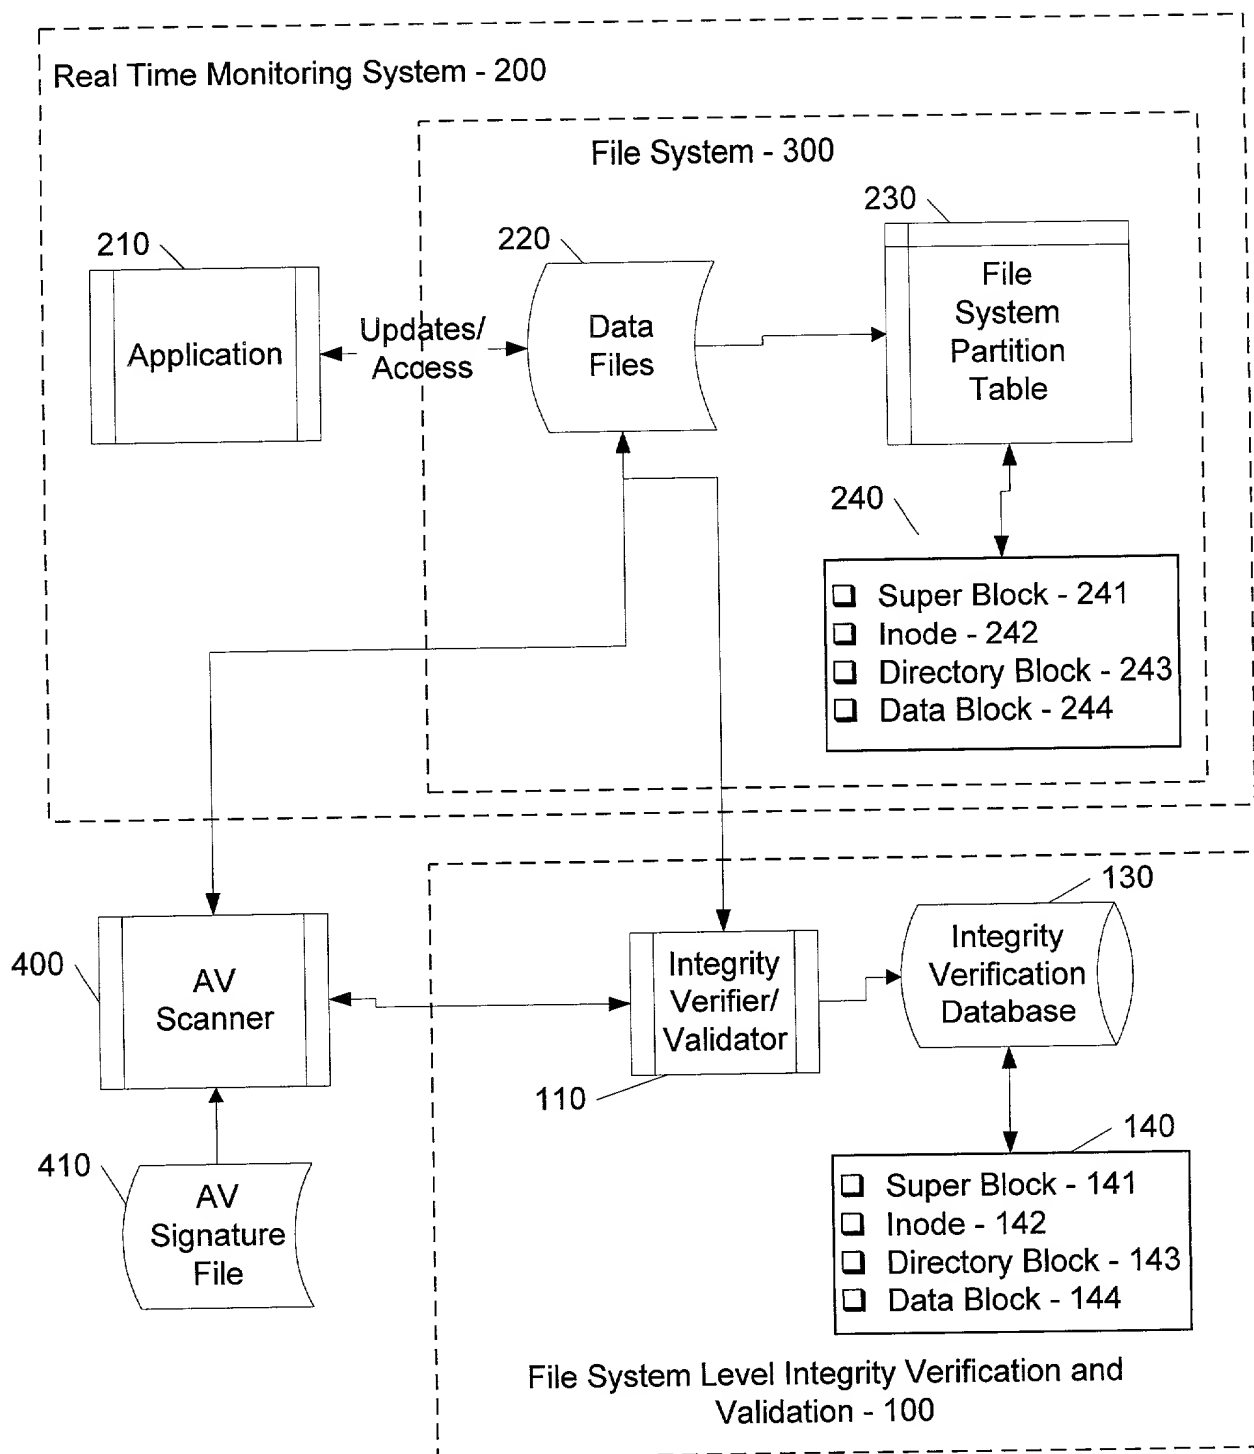 Real Time Monitoring System - 200
File System - 300
210
220
230
Application
Updates/
Access
Data
Files
File
System
Partition
Table
240
Super Block - 241
Inode - 242
Directory Block - 243
Data Block - 244
400
AV
Scanner
410
AV
Signature
File
110
Integrity
Verifier/
Validator
130
Integrity
Verification
Database
140
Super Block - 141
Inode - 142
Directory Block - 143
Data Block - 144
File System Level Integrity Verification and
Validation - 100